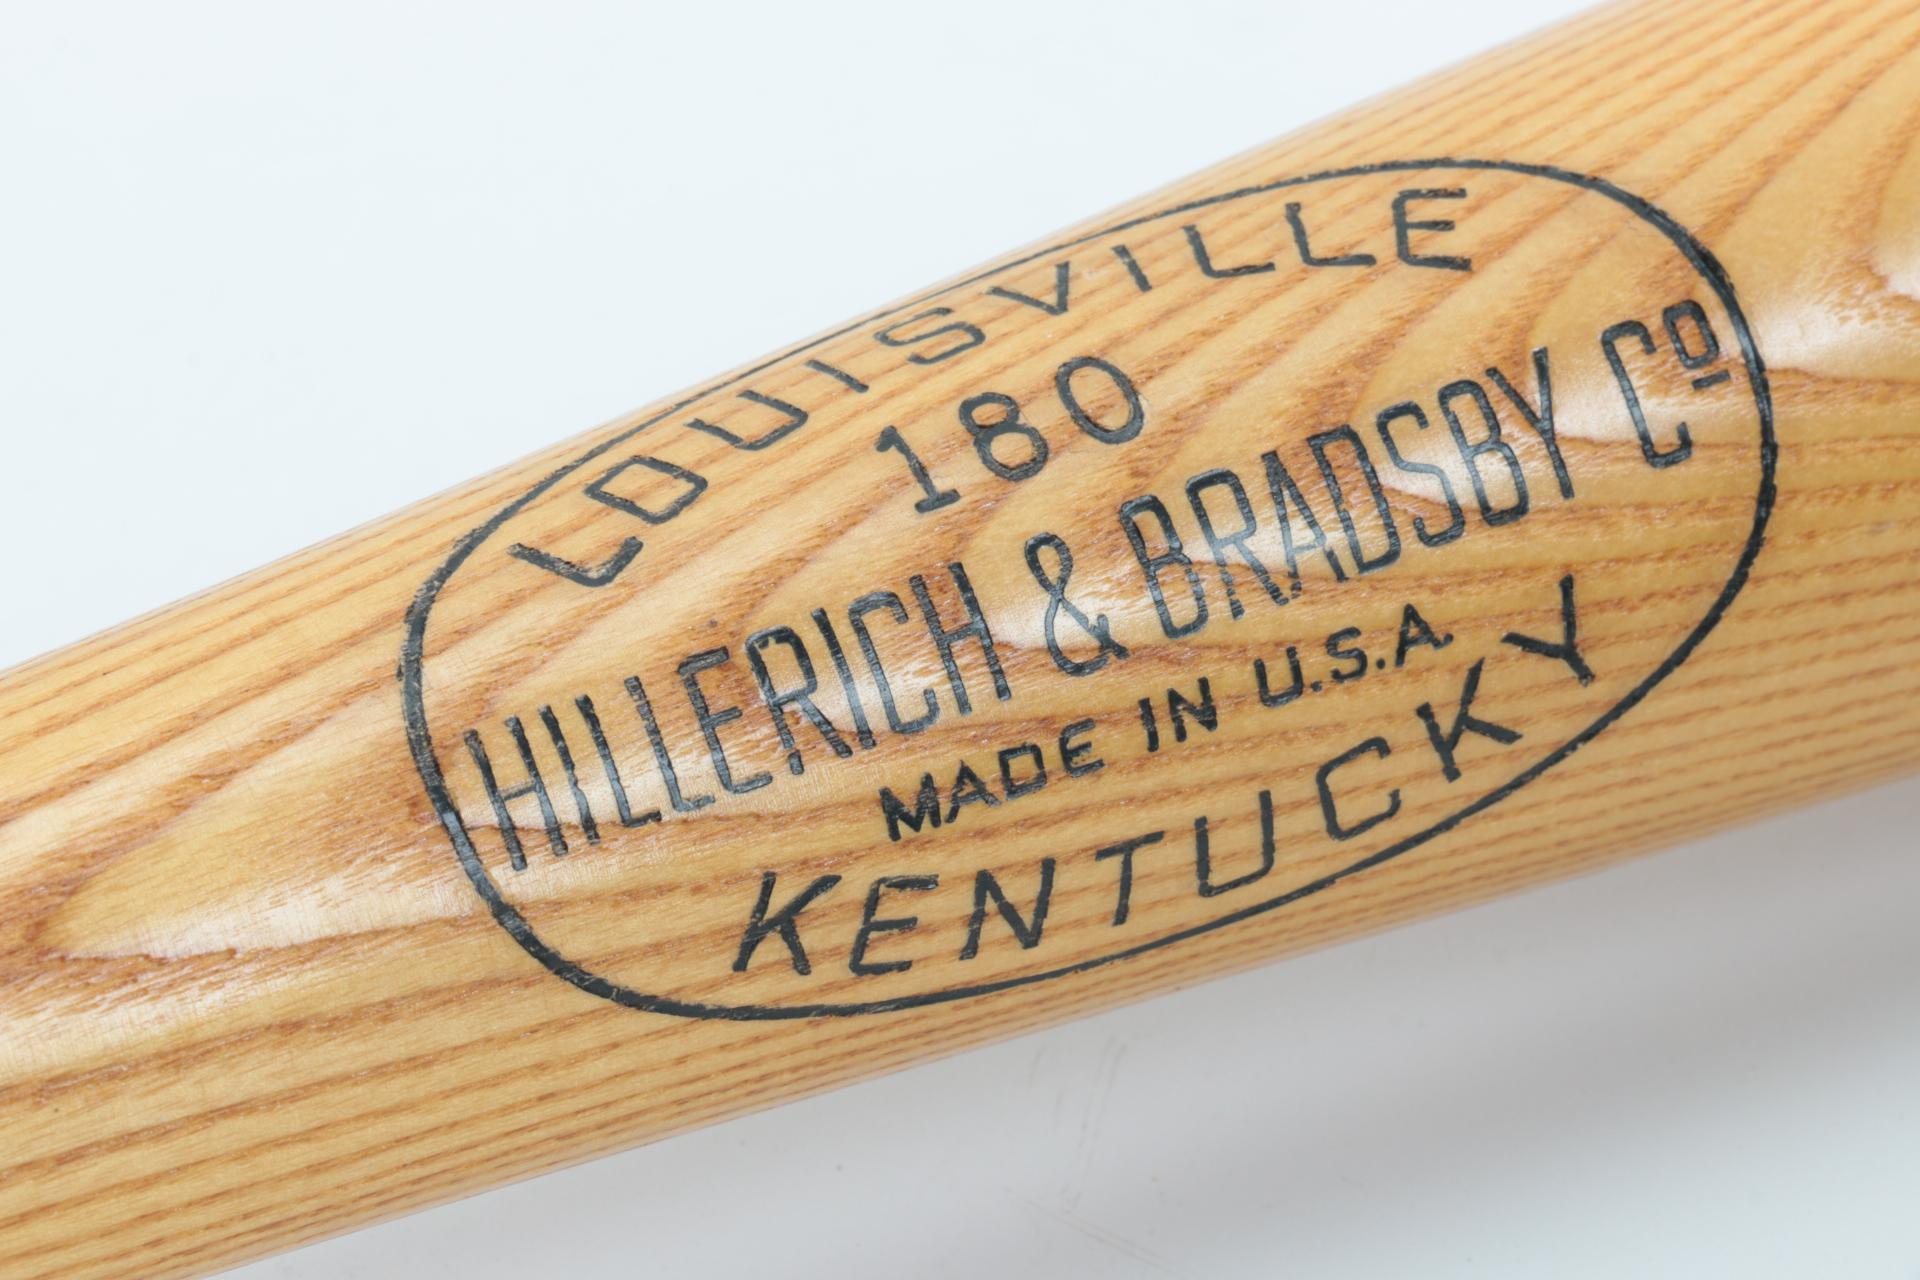 LOUISVILLE
180
HILLERICH & BRADSBY Co
MADE IN U.S.A.
KENTUCKY